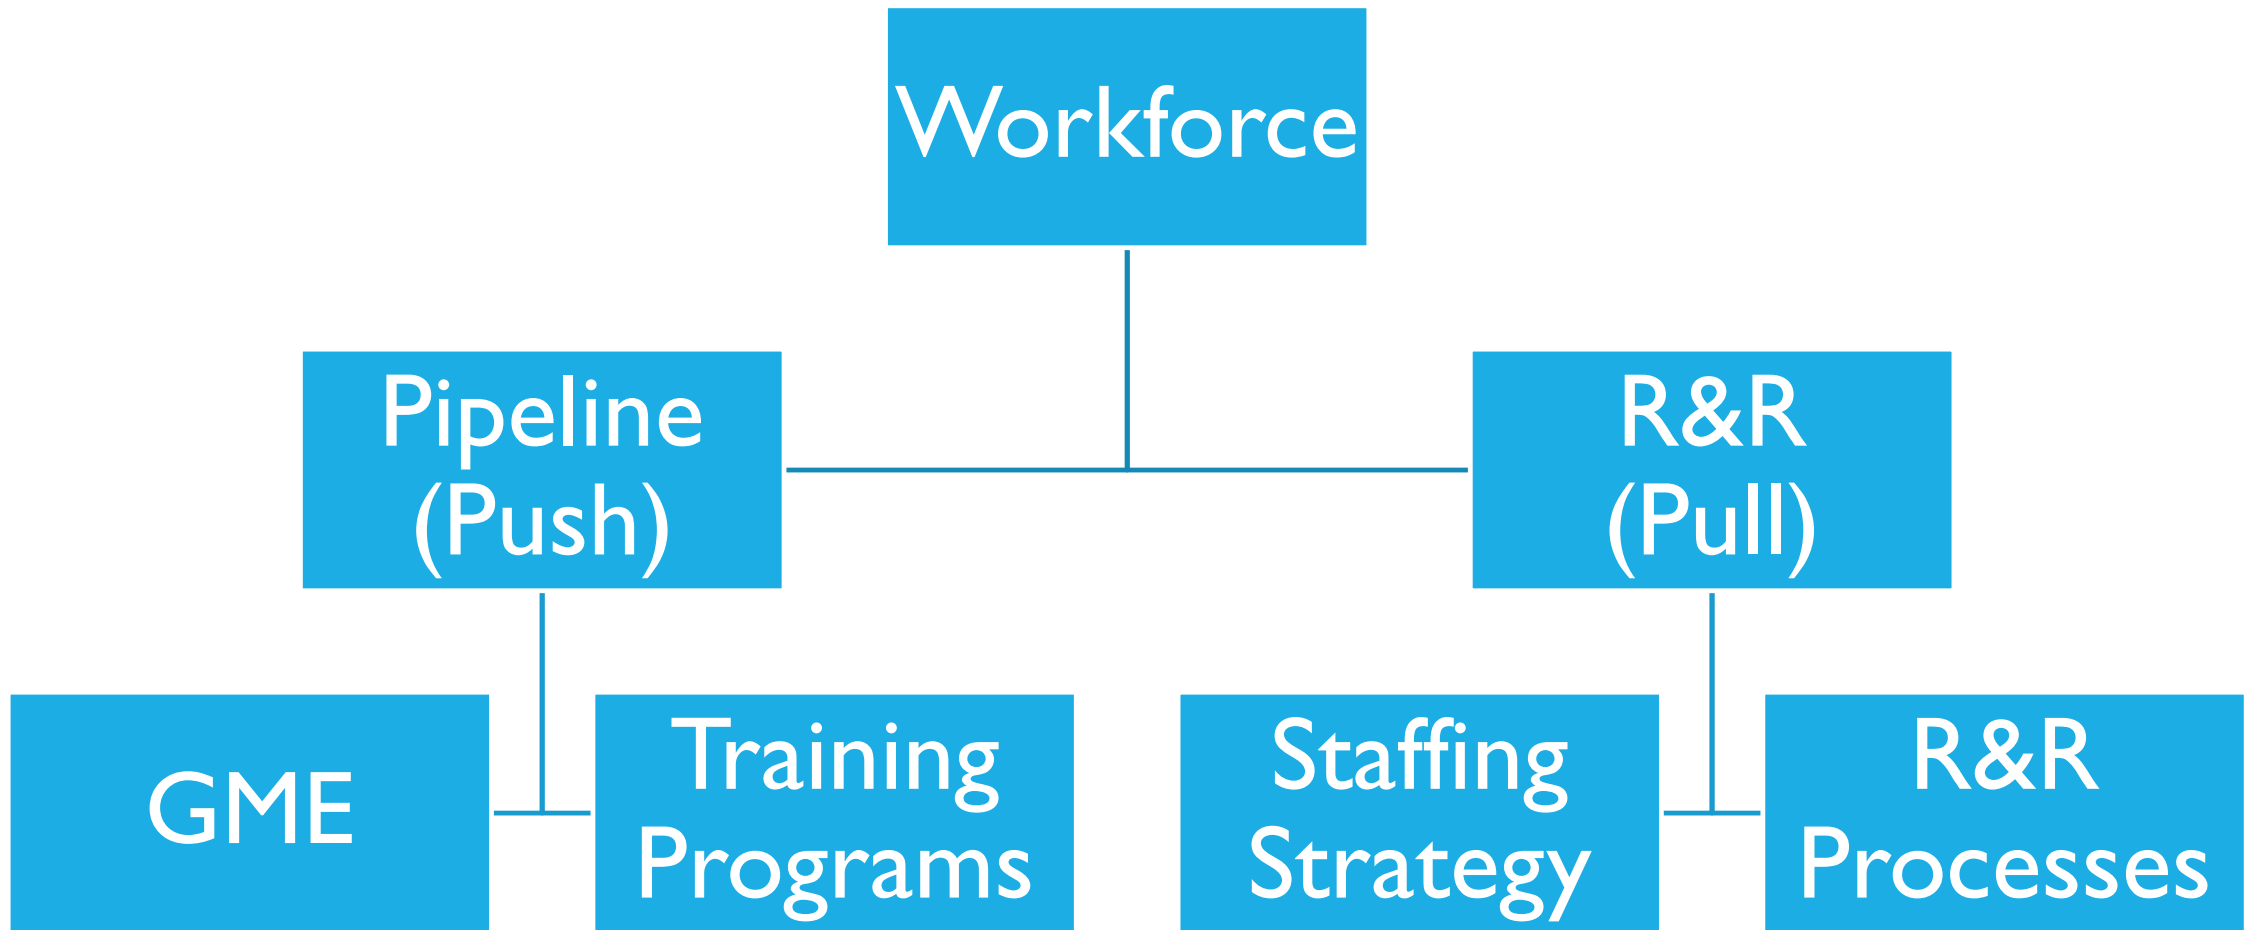 Workforce
Pipeline
(Push)
R&R
(Pull)
GME
Training
Programs
Staffing
Strategy
R&R
Processes